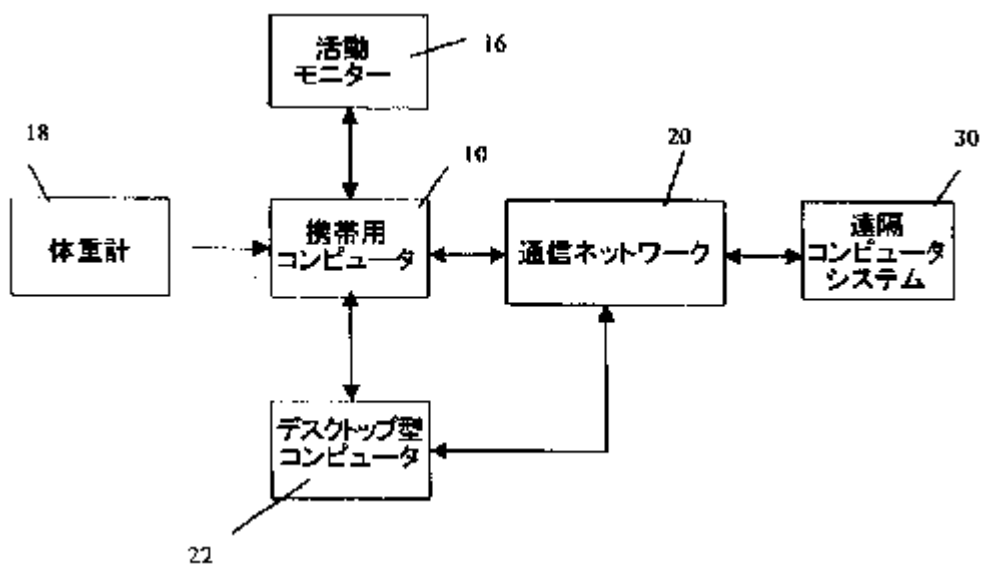 活動
モニター
16
18
10
20
30
体重計
携帯用
コンピュータ
通信ネットワーク
遠隔
コンピュータ
システム
デスクトップ型
コンピュータ
22